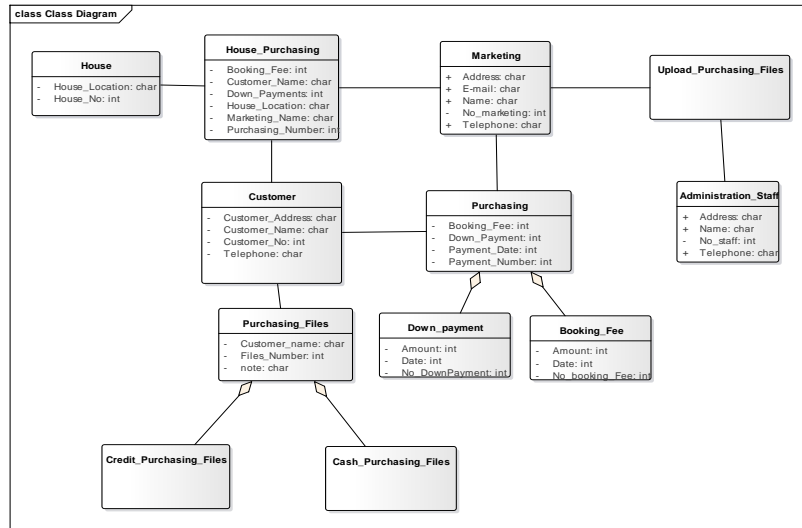 class Class Diagram
House
- House_Location: char
- House_No: int
House_Purchasing
- Booking_Fee: int
- Customer_Name: char
- Down_Payments: int
- House_Location: char
- Marketing_Name: char
- Purchasing_Number: int
Marketing
+ Address: char
+ E-mail: char
+ Name: char
- No_marketing: int
+ Telephone: char
Upload_Purchasing_Files
Customer
- Customer_Address: char
- Customer_Name: char
- Customer_No: int
- Telephone: char
Purchasing
- Booking_Fee: int
- Down_Payment: int
- Payment_Date: int
- Payment_Number: int
Administration_Staff
+ Address: char
+ Name: char
- No_staff: int
+ Telephone: char
Purchasing_Files
- Customer_name: char
- Files_Number: int
- note: char
Down_payment
- Amount: int
- Date: int
- No_DownPayment: int
Booking_Fee
- Amount: int
- Date: int
- No_booking_Fee: int
Credit_Purchasing_Files
Cash_Purchasing_Files